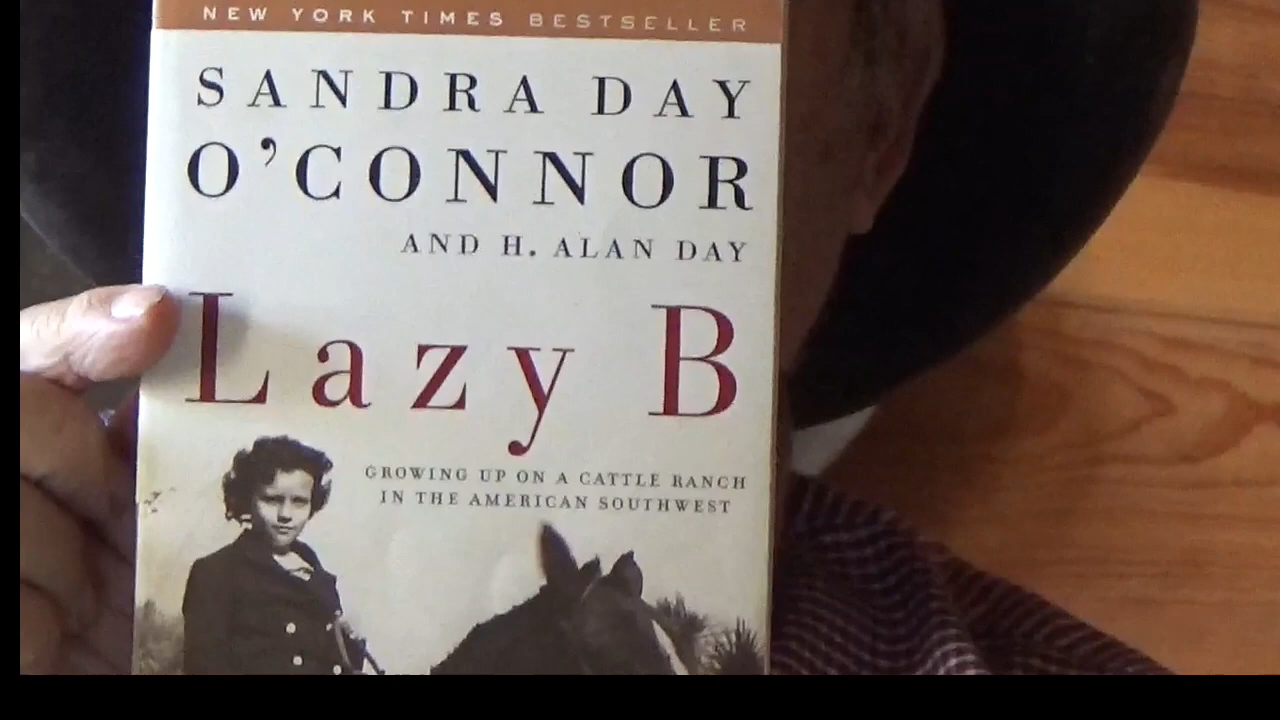 NEW YORK TIMES BESTSELLER
SANDRA DAY
O'CONNOR
AND H. ALAN DAY
Lazy B
GROWING UP ON A CATTLE RANCH
IN THE AMERICAN SOUTHWEST